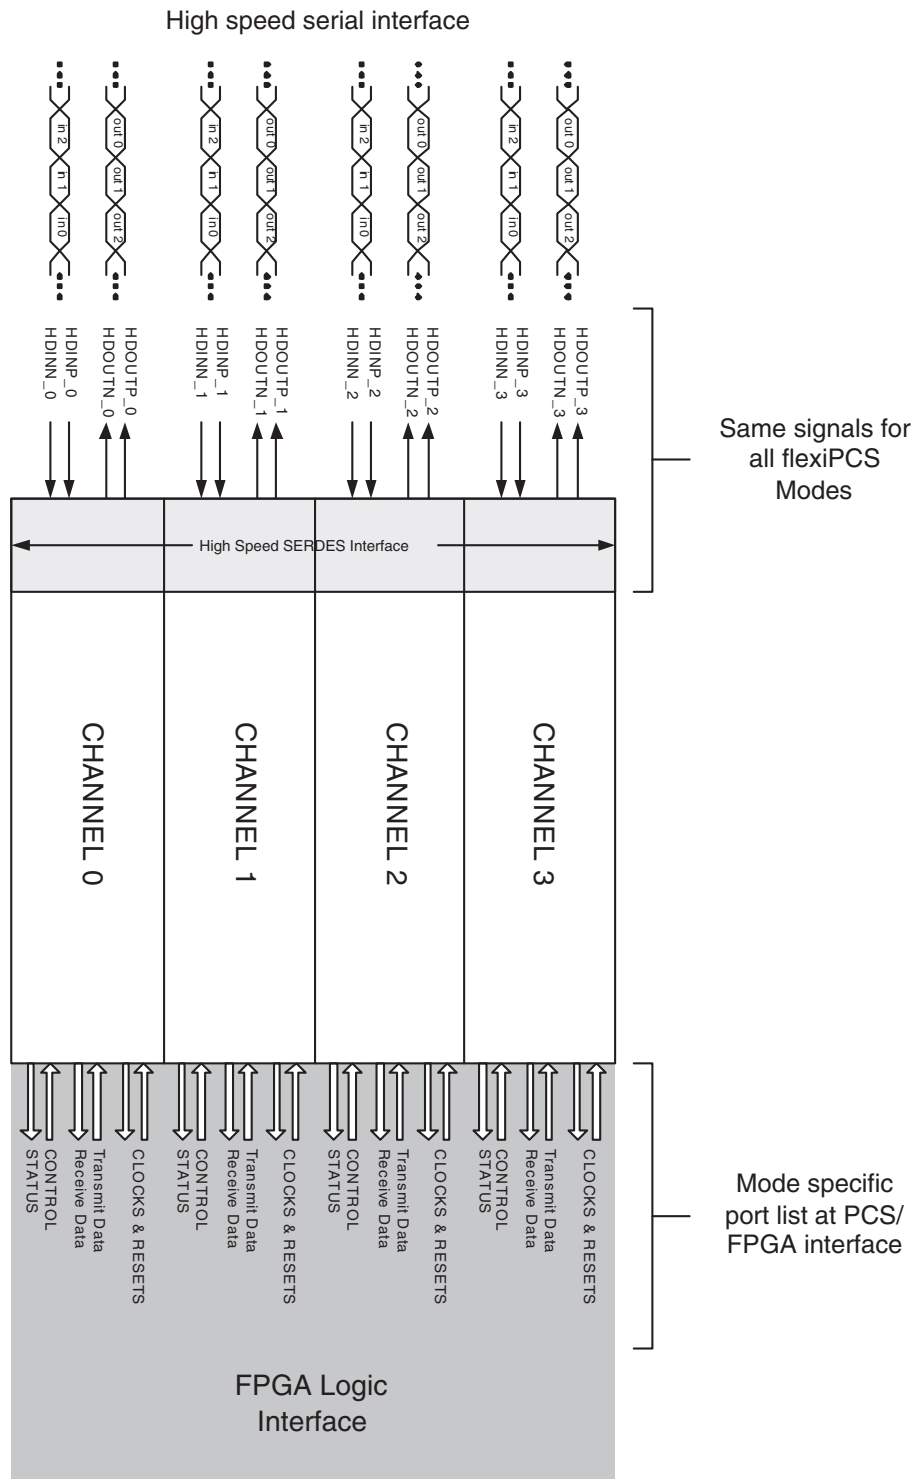 High speed serial interface
in 2
in 1
in0
out 0
out 1
out 2
in 2
in 1
in0
out 0
out 1
out 2
in 2
in 1
in0
out 0
out 1
out 2
in 2
in 1
in0
out 0
out 1
out 2
HDINN_0
HDINP_0
HDOUTN_0
HDOUTP_0
HDINN_1
HDINP_1
HDOUTN_1
HDOUTP_1
HDINN_2
HDINP_2
HDOUTN_2
HDOUTP_2
HDINN_3
HDINP_3
HDOUTN_3
HDOUTP_3
Same signals for
all flexiPCS
Modes
High Speed SERDES Interface
CHANNEL 0
CHANNEL 1
CHANNEL 2
CHANNEL 3
STATUS
CONTROL
Receive Data
Transmit Data
CLOCKS & RESETS
STATUS
CONTROL
Receive Data
Transmit Data
CLOCKS & RESETS
STATUS
CONTROL
Receive Data
Transmit Data
CLOCKS & RESETS
STATUS
CONTROL
Receive Data
Transmit Data
CLOCKS & RESETS
Mode specific
port list at PCS/
FPGA interface
FPGA Logic
Interface